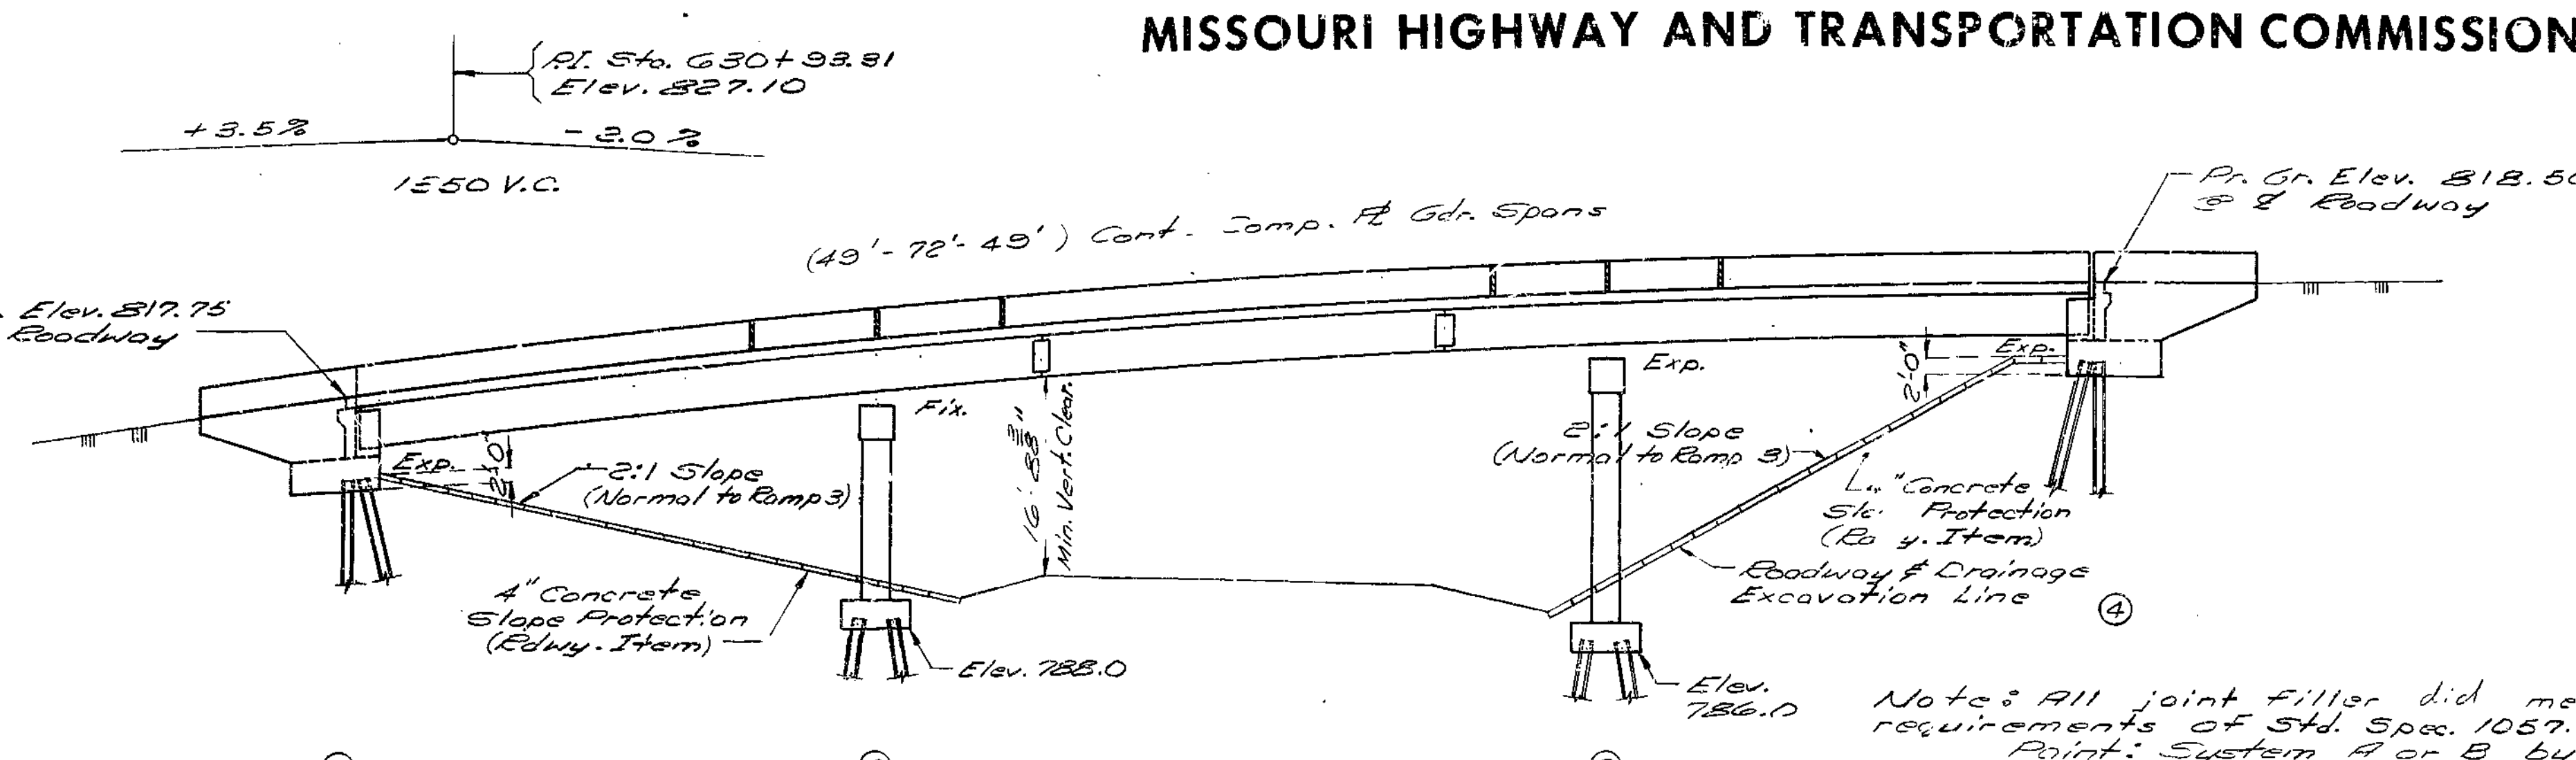 MISSOURI HIGHWAY AND TRANSPORTATION COMMISSION
P.I. Sta. 630+93.81
Elev. 827.10
+3.5%
-2.0%
1550 V.C.
Pr. Gr. Elev. 818.50
@ ℄ Roadway
(49'-72'-49') Cont. Comp. ℄ Gdr. Spans
Elev. 817.75
Roadway
Exp.
2'-0"
2:1 Slope
(Normal to Ramp 3)
4" Concrete
Slope Protection
(Rdwy. Item)
Fix.
Elev. 788.0
Min. Vert. Clear.
Exp.
2:1 Slope
(Normal to Ramp 3)
2'-0"
Exp.
Concrete
Protection
Item)
Roadway & Drainage
Excavation Line
4
Elev.
786.0
Note: All joint filler did
requirements of Std. Spec. 1057.
Paint: System A or B